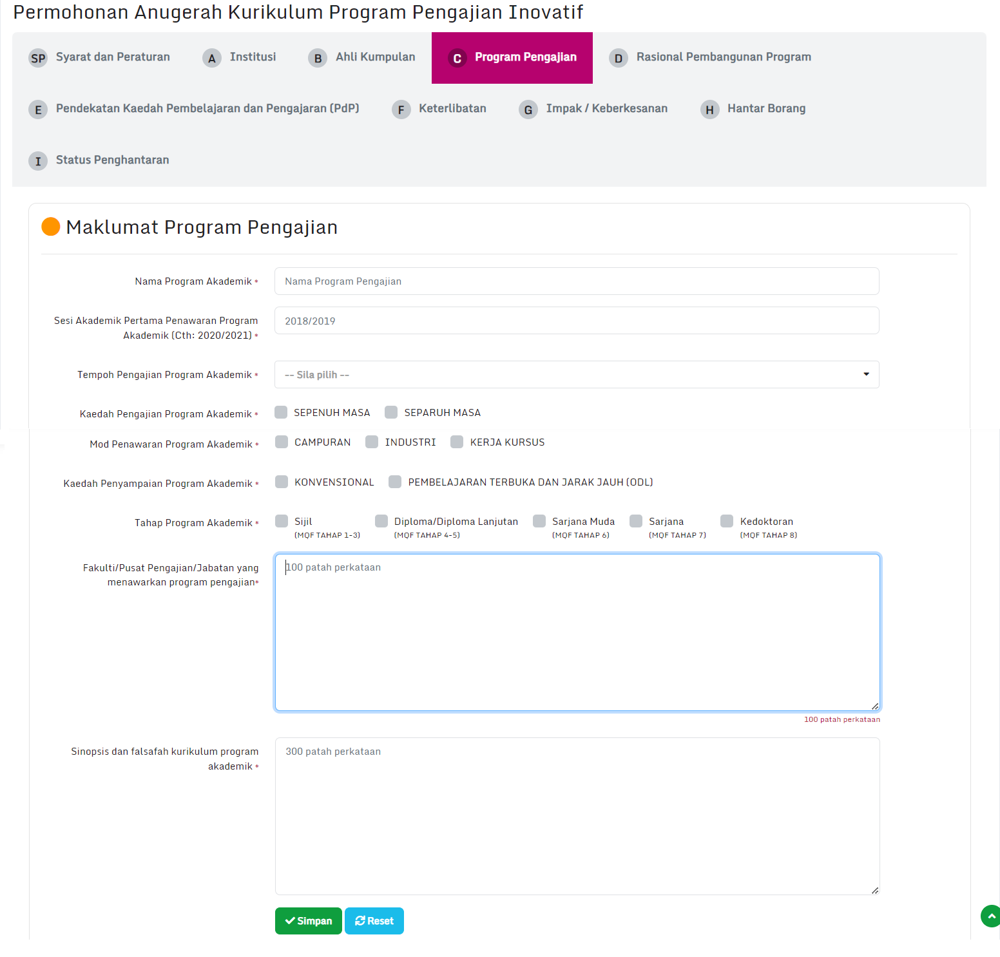 Permohonan Anugerah Kurikulum Program Pengajian Inovatif
SP Syarat dan Peraturan A Institusi B Ahli Kumpulan C Program Pengajian D Rasional Pembangunan Program
E Pendekatan Kaedah Pembelajaran dan Pengajaran (PdP) F Keterlibatan G Impak / Keberkesanan H Hantar Borang
I Status Penghantaran
Maklumat Program Pengajian
Nama Program Akademik * Nama Program Pengajian
Sesi Akademik Pertama Penawaran Program
Akademik (Cth: 2020/2021) *
2018/2019
Tempoh Pengajian Program Akademik * -- Sila pilih --
Kaedah Pengajian Program Akademik * SEPENUH MASA SEPARUH MASA
Mod Penawaran Program Akademik * CAMPURAN INDUSTRI KERJA KURSUS
Kaedah Penyampaian Program Akademik * KONVENSIONAL PEMBELAJARAN TERBUKA DAN JARAK JAUH (ODL)
Tahap Program Akademik * Sijil Diploma/Diploma Lanjutan Sarjana Muda Sarjana Kedoktoran
(MQF TAHAP 1-3) (MQF TAHAP 4-5) (MQF TAHAP 6) (MQF TAHAP 7) (MQF TAHAP 8)
Fakulti/Pusat Pengajian/Jabatan yang
menawarkan program pengajian*
100 patah perkataan
100 patah perkataan
Sinopsis dan falsafah kurikulum program
akademik *
300 patah perkataan
Simpan Reset